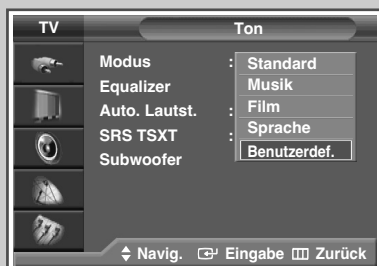 TV Ton
Modus : Standard
Equalizer Musik
Auto. Lautst. : Film
SRS TSXT : Sprache
Subwoofer Benutzerdef.
Navig. Eingabe Zurück